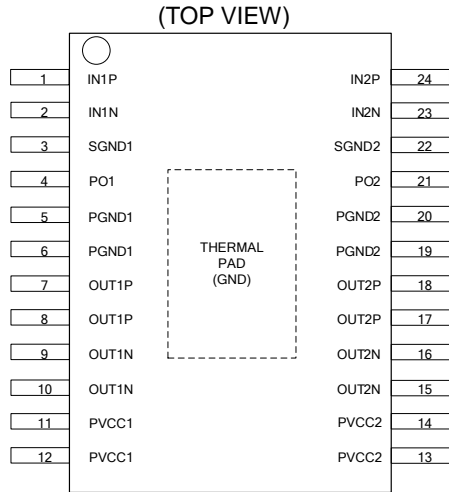 (TOP VIEW)
1 IN1P IN2P 24
2 IN1N IN2N 23
3 SGND1 SGND2 22
4 PO1 PO2 21
5 PGND1 PGND2 20
6 PGND1 PGND2 19
7 OUT1P OUT2P 18
8 OUT1P OUT2P 17
9 OUT1N OUT2N 16
10 OUT1N OUT2N 15
11 PVCC1 PVCC2 14
12 PVCC1 PVCC2 13
THERMAL
PAD
(GND)